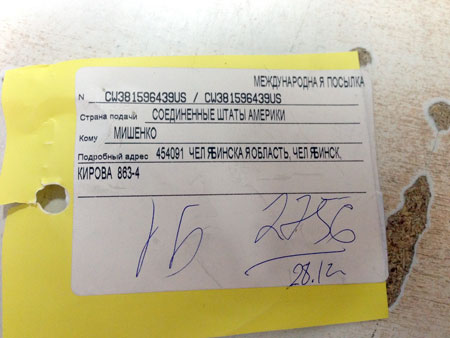 МЕЖДУНАРОДНАЯ ПОСЫЛКА
N CW381596439US / CW381596439US
Страна подачи СОЕДИНЕННЫЕ ШТАТЫ АМЕРИКИ
Кому МИШЕНКО
Подробный адрес 454091 ЧЕЛЯБИНСКАЯ ОБЛАСТЬ, ЧЕЛЯБИНСК,
КИРОВА 863-4
2756
28.12